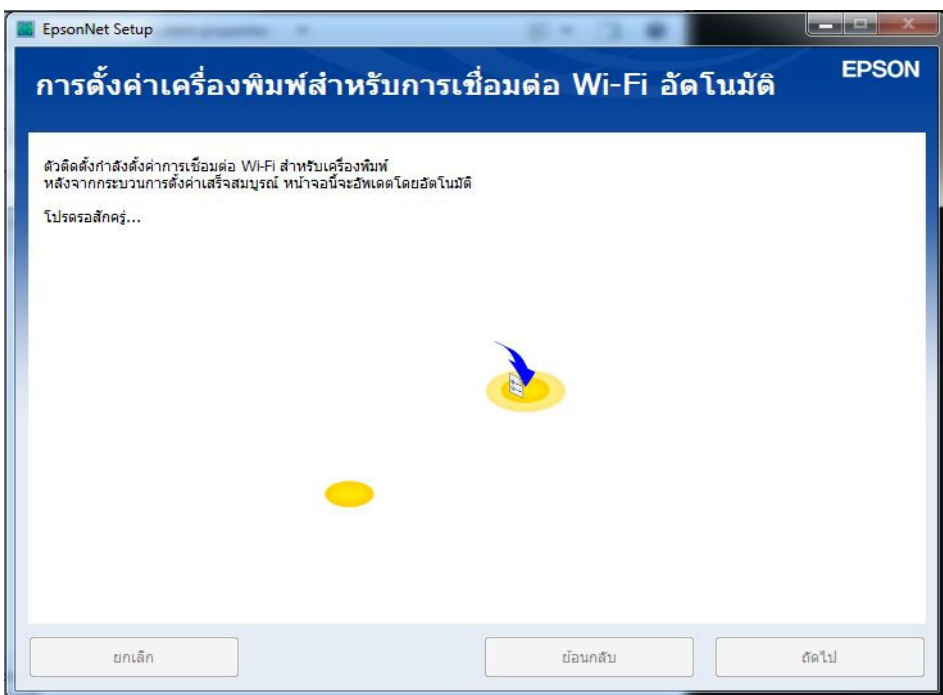 EpsonNet Setup
การตั้งค่าเครื่องพิมพ์สำหรับการเชื่อมต่อ Wi-Fi อัตโนมัติ
EPSON
ตัวติดตั้งกำลังตั้งค่าการเชื่อมต่อ Wi-Fi สำหรับเครื่องพิมพ์
หลังจากกระบวนการตั้งค่าเสร็จสมบูรณ์ หน้าจอนี้จะอัพเดตโดยอัตโนมัติ
โปรดรอสักครู่...
ยกเลิก
ย้อนกลับ
ถัดไป